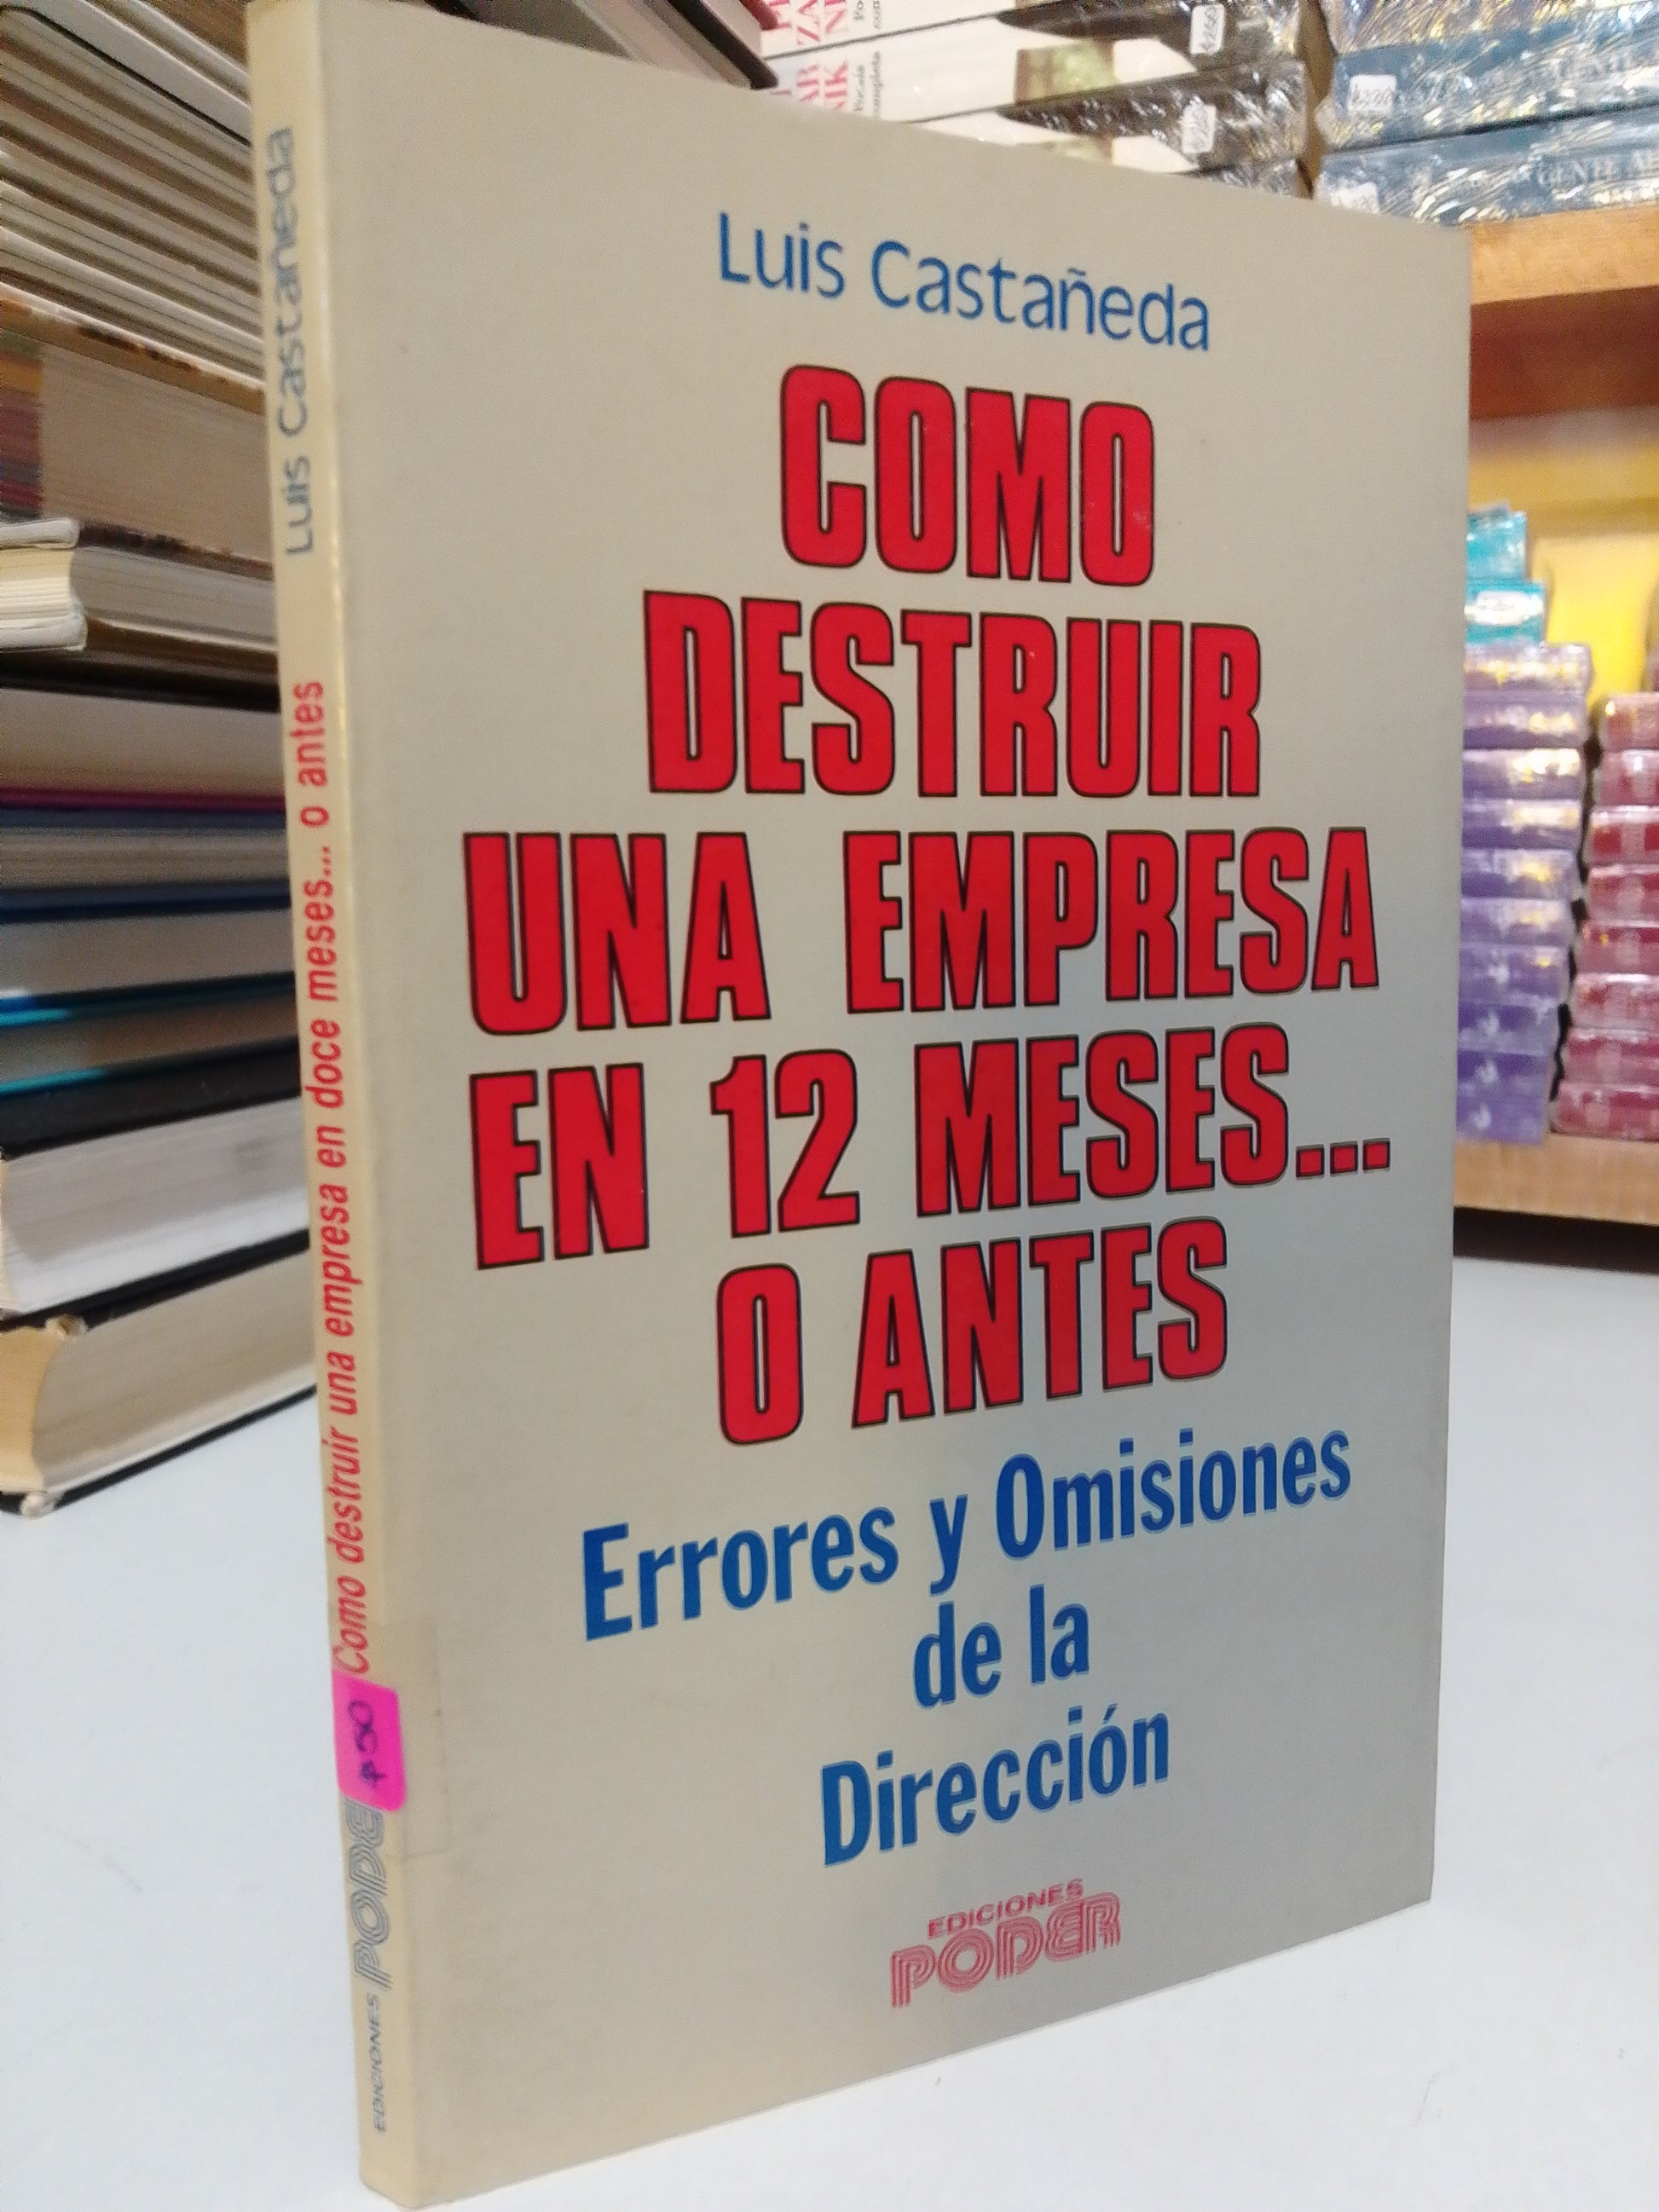 Luis Castañeda
COMO
DESTRUIR
UNA EMPRESA
EN 12 MESES...
O ANTES
Errores y Omisiones
de la
Dirección
EDICIONES
PODER
Luis Castañeda
Como destruir una empresa en doce meses... o antes
$50
EDICIONES PODE